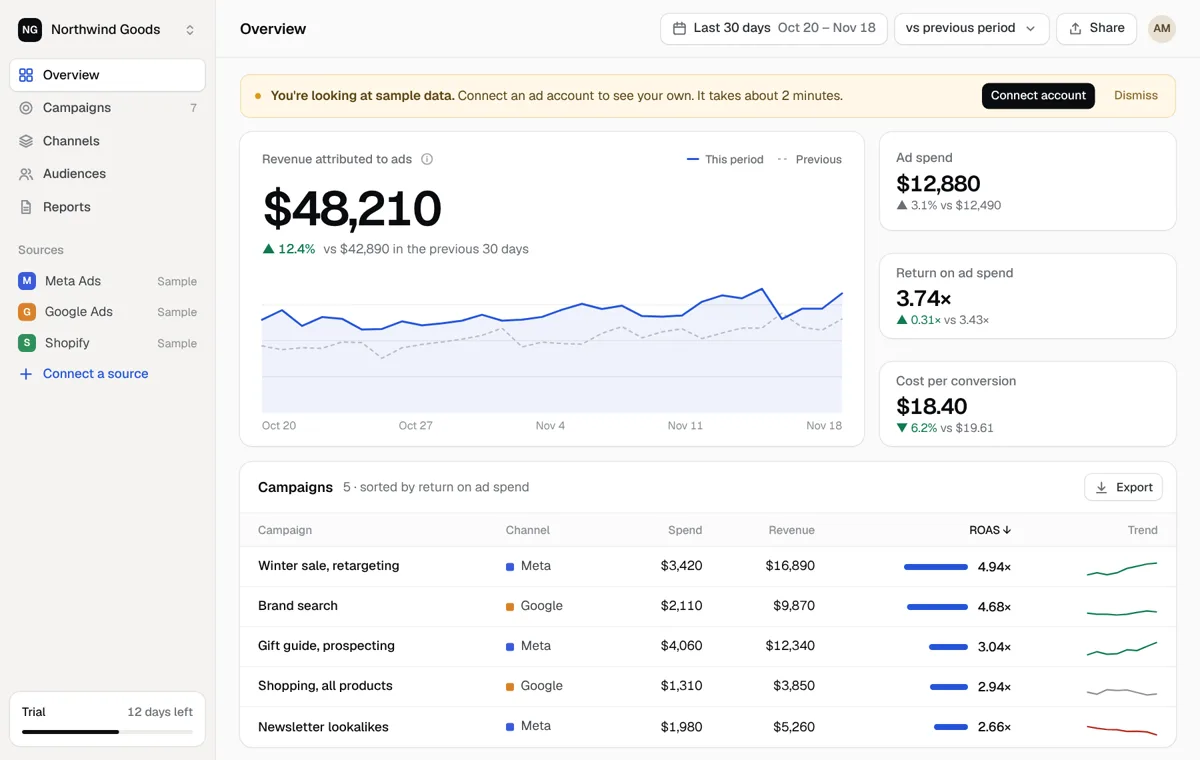 NG Northwind Goods
Overview
Campaigns 7
Channels
Audiences
Reports
Sources
M Meta Ads Sample
G Google Ads Sample
S Shopify Sample
Connect a source
Trial 12 days left
Overview
Last 30 days Oct 20 – Nov 18
vs previous period
Share
AM
You're looking at sample data. Connect an ad account to see your own. It takes about 2 minutes.
Connect account
Dismiss
Revenue attributed to ads
This period
Previous
$48,210
▲ 12.4% vs $42,890 in the previous 30 days
Oct 20 Oct 27 Nov 4 Nov 11 Nov 18
Ad spend
$12,880
▲ 3.1% vs $12,490
Return on ad spend
3.74×
▲ 0.31× vs 3.43×
Cost per conversion
$18.40
▼ 6.2% vs $19.61
Campaigns 5 · sorted by return on ad spend
Export
Campaign Channel Spend Revenue ROAS ↓ Trend
Winter sale, retargeting Meta $3,420 $16,890 4.94×
Brand search Google $2,110 $9,870 4.68×
Gift guide, prospecting Meta $4,060 $12,340 3.04×
Shopping, all products Google $1,310 $3,850 2.94×
Newsletter lookalikes Meta $1,980 $5,260 2.66×